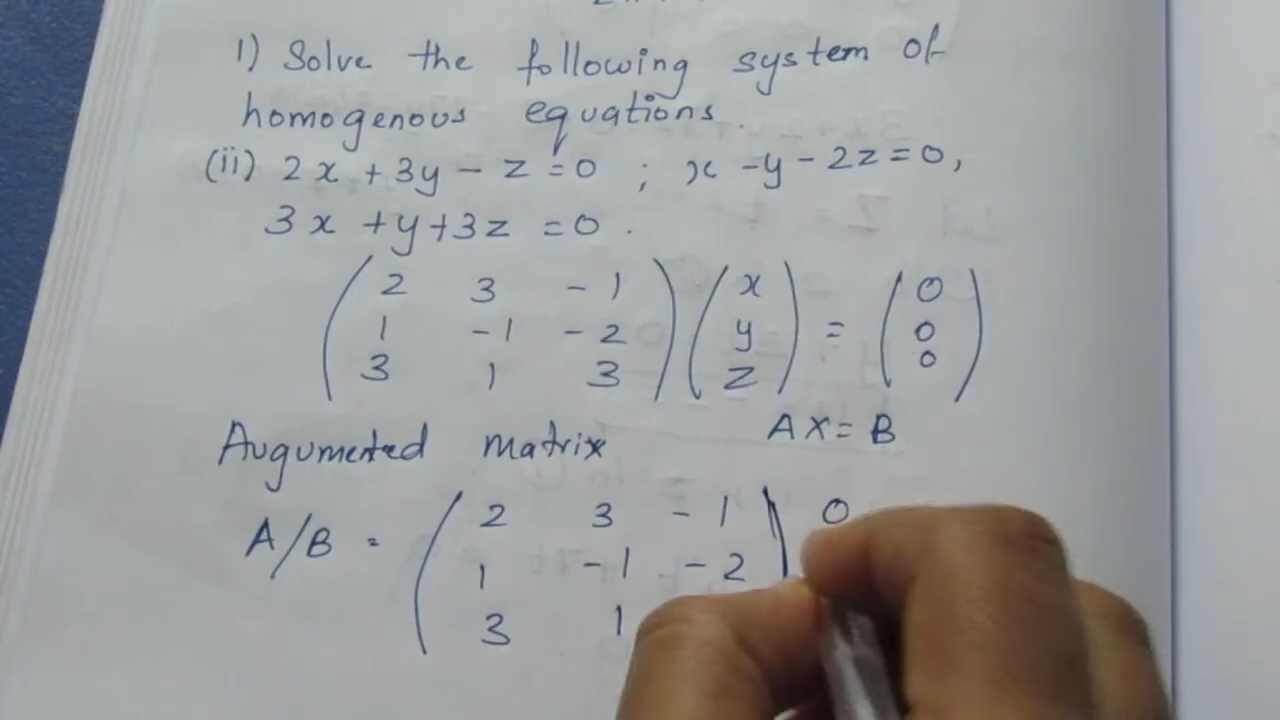 1) Solve the following system of
homogenous equations.
(ii) 2x + 3y - z = 0 ; x - y - 2z = 0,
3x + y + 3z = 0.
( 2 3 -1 ) ( x ) = ( 0 )
1 -1 -2 y 0
3 1 3 z 0
Augumented matrix AX = B
A/B = ( 2 3 -1 | 0
1 -1 -2
3 1